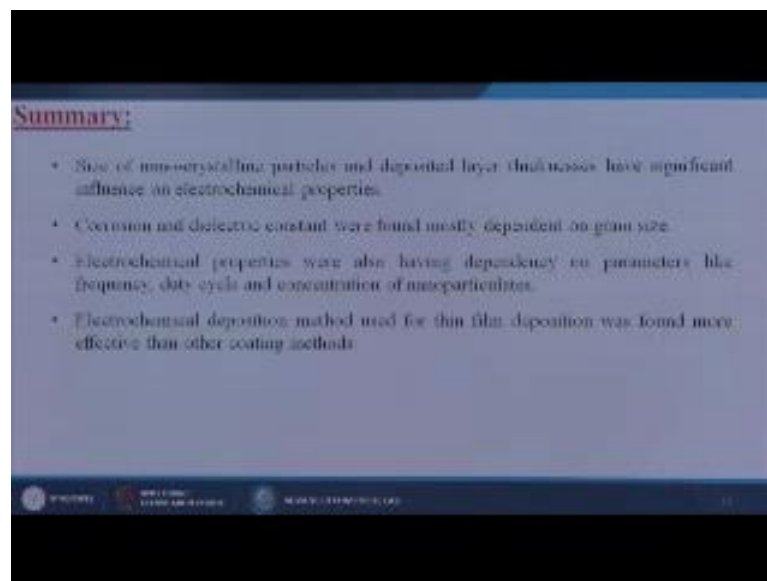 Summary:
• Size of nanocrystalline particles and deposited layer thicknesses have significant
influence on electrochemical properties.
• Corrosion and dielectric constant were found mostly dependent on grain size.
• Electrochemical properties were also having dependency on parameters like
frequency, duty cycle and concentration of nanoparticulates.
• Electrochemical deposition method used for thin film deposition was found more
effective than other coating methods